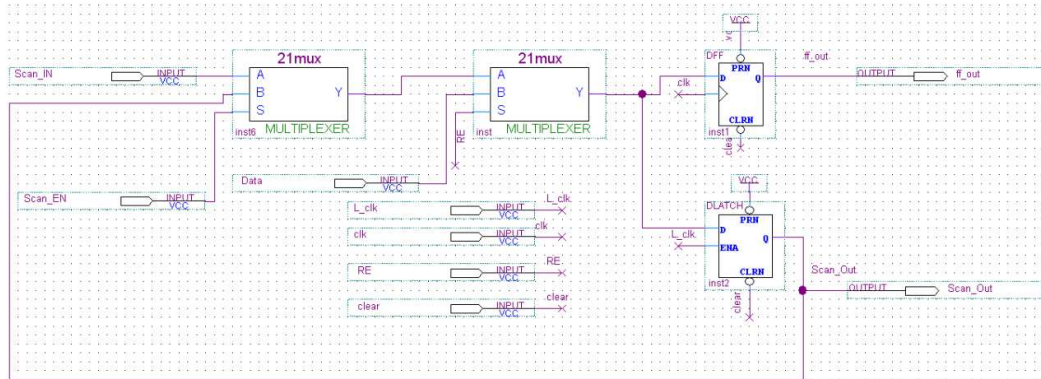 21mux
Scan_IN
INPUT
VCC
A
B
S
Y
inst6
MULTIPLEXER
21mux
A
B
S
Y
inst
MULTIPLEXER
RE
VCC
DFF
PRN
D
Q
CLRN
inst1
clk
ff_out
OUTPUT
ff_out
Scan_EN
INPUT
VCC
Data
INPUT
VCC
L_clk
INPUT
VCC
L_clk
clk
INPUT
VCC
clk
RE
INPUT
VCC
RE
clear
INPUT
VCC
clear
VCC
DLATCH
PRN
D
ENA
Q
CLRN
inst2
L_clk
clear
Scan_Out
OUTPUT
Scan_Out